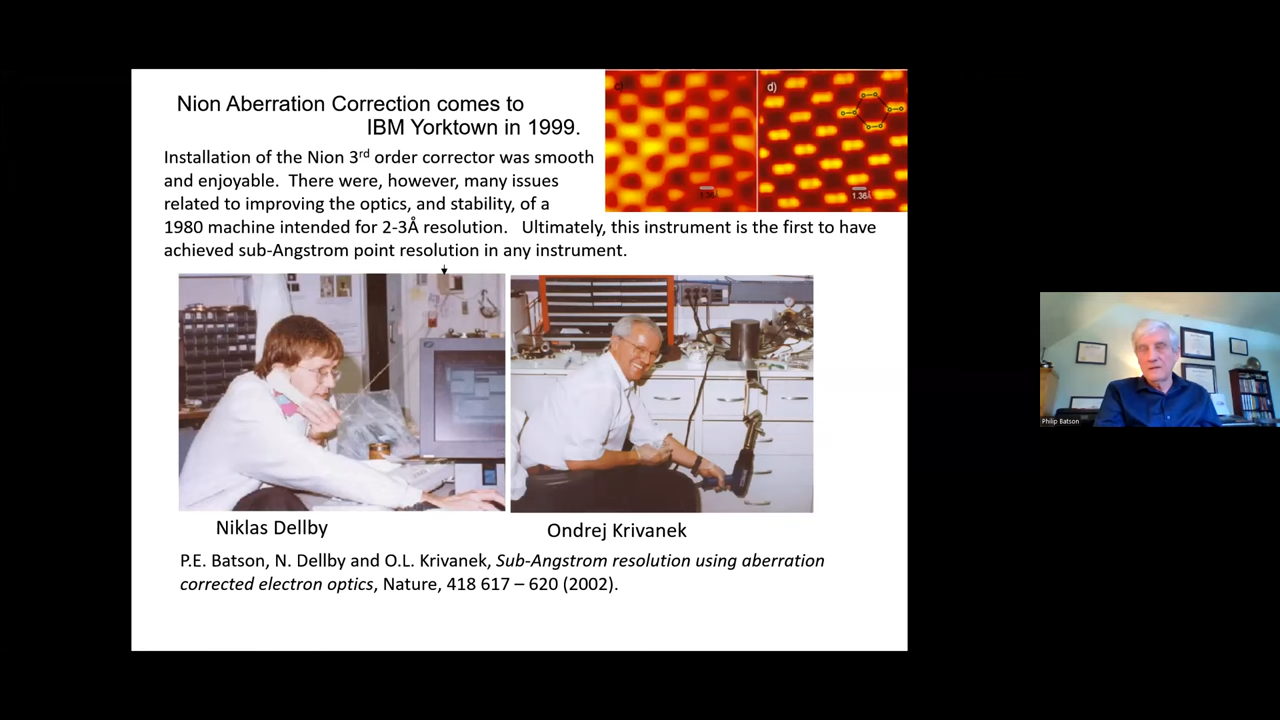 Nion Aberration Correction comes to
IBM Yorktown in 1999.
Installation of the Nion 3rd order corrector was smooth
and enjoyable. There were, however, many issues
related to improving the optics, and stability, of a
1980 machine intended for 2-3Å resolution. Ultimately, this instrument is the first to have
achieved sub-Angstrom point resolution in any instrument.
c)
d)
1.36Å
Niklas Dellby
Ondrej Krivanek
P.E. Batson, N. Dellby and O.L. Krivanek, Sub-Angstrom resolution using aberration
corrected electron optics, Nature, 418 617 – 620 (2002).
Philip Batson